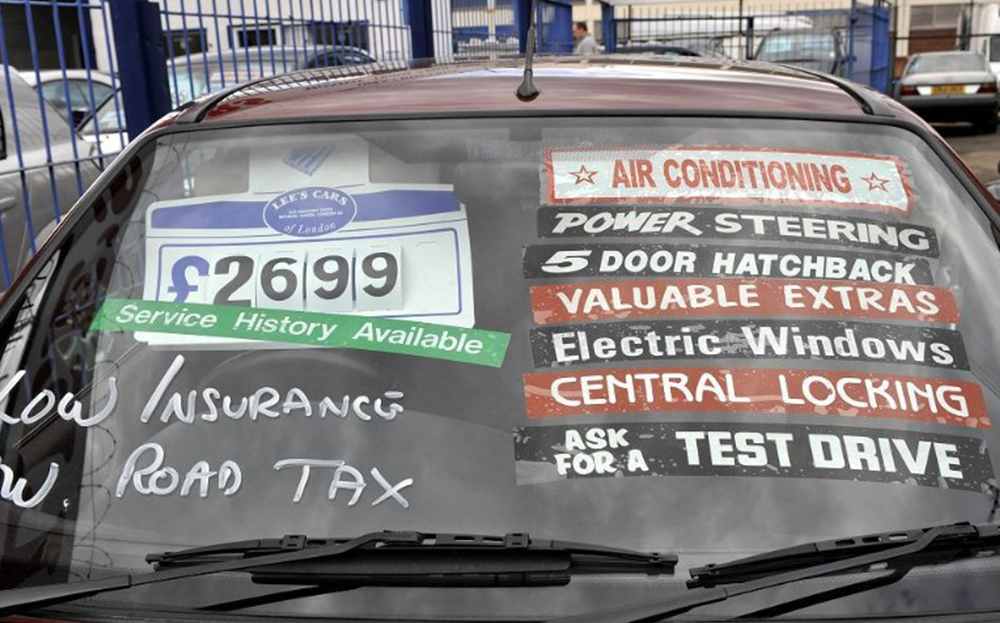 LEE'S CARS
of London
£2699
Service History Available
LOW INSURANCE
ROAD TAX
AIR CONDITIONING
POWER STEERING
5 DOOR HATCHBACK
VALUABLE EXTRAS
Electric Windows
CENTRAL LOCKING
ASK
FOR A TEST DRIVE